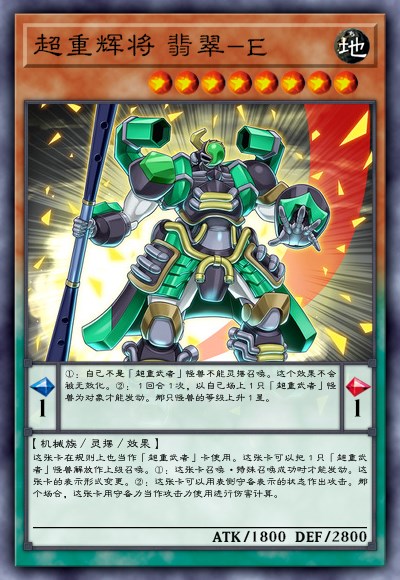 超重辉将 翡翠-E
地
①：自己不是「超重武者」怪兽不能灵摆召唤。这个效果不会
被无效化。②：1回合1次，以自己场上1只「超重武者」怪
兽为对象才能发动。那只怪兽的等级上升1星。
1
1
【机械族／灵摆／效果】
这张卡在规则上也当作「超重武者」卡使用。这张卡可以把1只「超重武
者」怪兽解放作上级召唤。①：这张卡召唤·特殊召唤成功时才能发动。这
张卡的表示形式变更。②：这张卡可以用表侧守备表示的状态作出攻击。那
个场合，这张卡用守备力当作攻击力使用进行伤害计算。
ATK/1800 DEF/2800